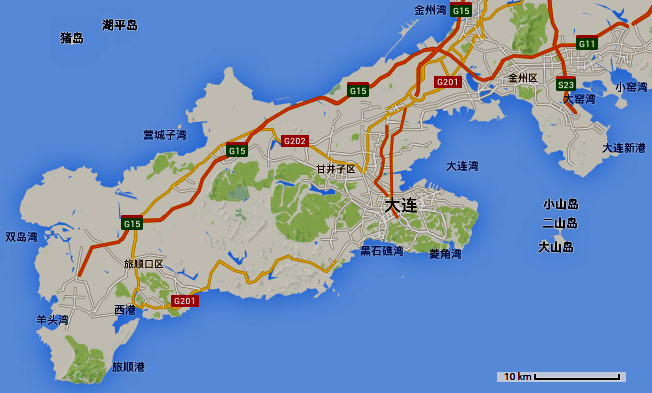 金州湾
G15
湖平岛
猪岛
G11
金州区
G201
S23
小窑湾
G15
大窑湾
营城子湾
G202
大连新港
G15
大连湾
甘井子区
大连
小山岛
G15
二山岛
双岛湾
大山岛
黑石礁湾
菱角湾
旅顺口区
G201
西港
羊头湾
旅顺港
10 km